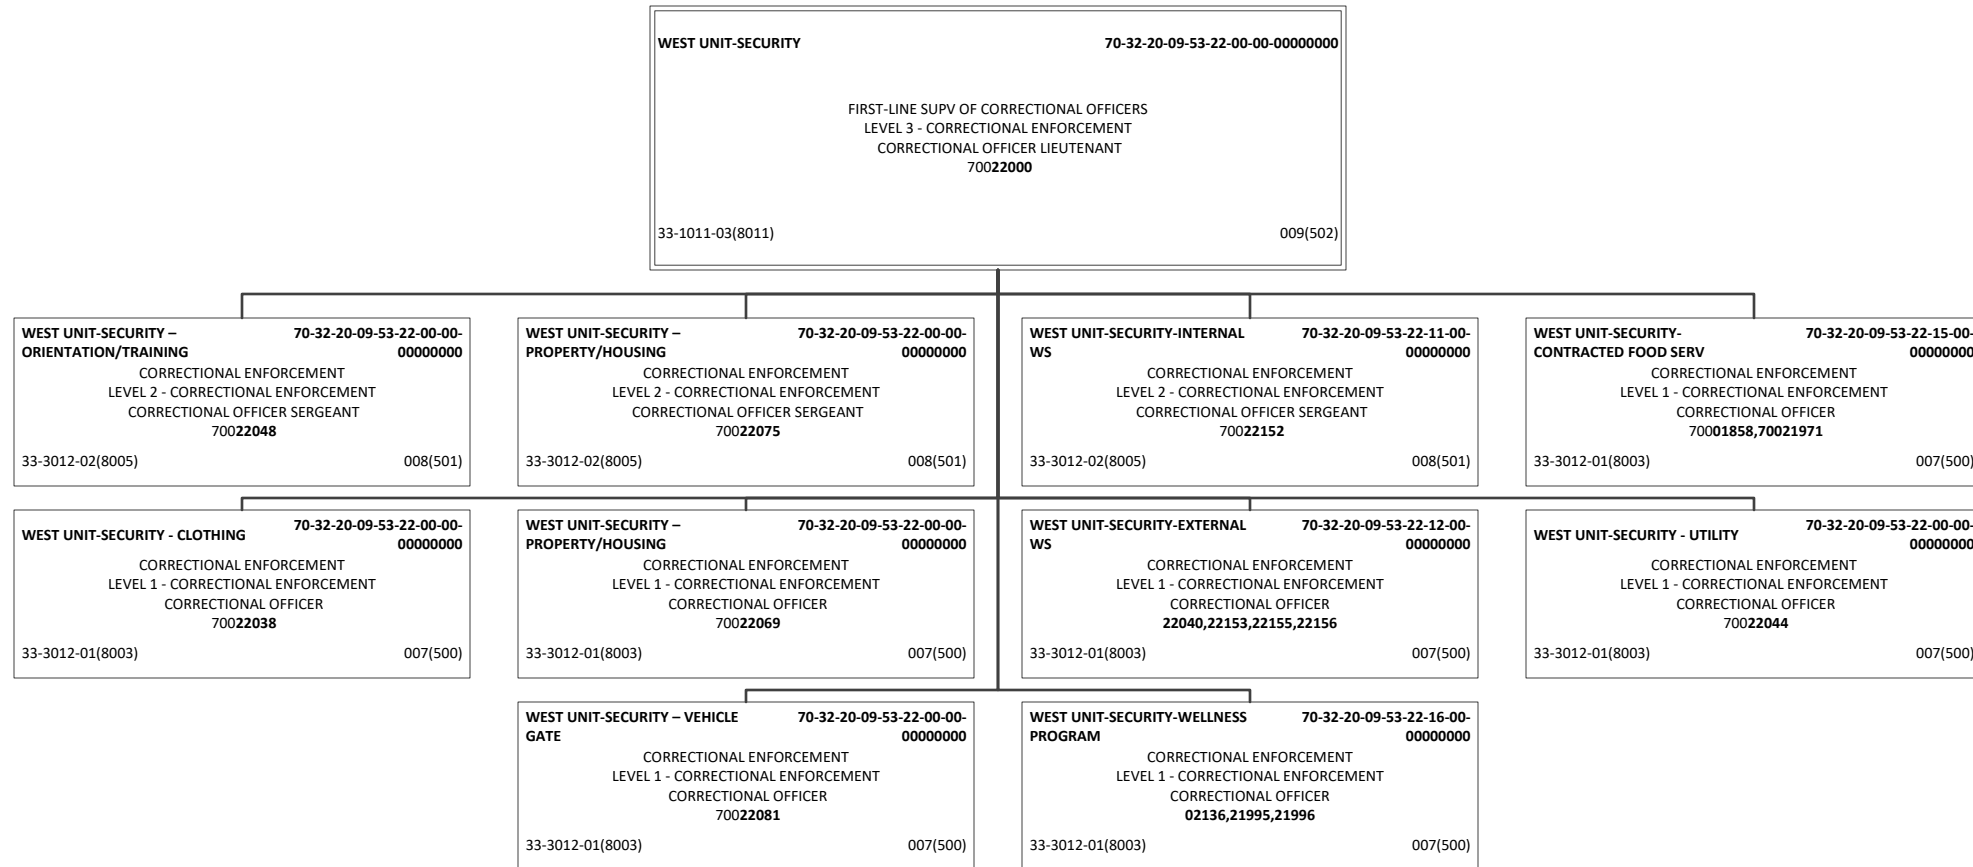 WEST UNIT-SECURITY 70-32-20-09-53-22-00-00-00000000
FIRST-LINE SUPV OF CORRECTIONAL OFFICERS
LEVEL 3 - CORRECTIONAL ENFORCEMENT
CORRECTIONAL OFFICER LIEUTENANT
70022000
33-1011-03(8011) 009(502)
WEST UNIT-SECURITY – 70-32-20-09-53-22-00-00-
ORIENTATION/TRAINING 00000000
CORRECTIONAL ENFORCEMENT
LEVEL 2 - CORRECTIONAL ENFORCEMENT
CORRECTIONAL OFFICER SERGEANT
70022048
33-3012-02(8005) 008(501)
WEST UNIT-SECURITY – 70-32-20-09-53-22-00-00-
PROPERTY/HOUSING 00000000
CORRECTIONAL ENFORCEMENT
LEVEL 2 - CORRECTIONAL ENFORCEMENT
CORRECTIONAL OFFICER SERGEANT
70022075
33-3012-02(8005) 008(501)
WEST UNIT-SECURITY-INTERNAL 70-32-20-09-53-22-11-00-
WS 00000000
CORRECTIONAL ENFORCEMENT
LEVEL 2 - CORRECTIONAL ENFORCEMENT
CORRECTIONAL OFFICER SERGEANT
70022152
33-3012-02(8005) 008(501)
WEST UNIT-SECURITY- 70-32-20-09-53-22-15-00-
CONTRACTED FOOD SERV 00000000
CORRECTIONAL ENFORCEMENT
LEVEL 1 - CORRECTIONAL ENFORCEMENT
CORRECTIONAL OFFICER
70001858,70021971
33-3012-01(8003) 007(500)
WEST UNIT-SECURITY - CLOTHING 70-32-20-09-53-22-00-00-
00000000
CORRECTIONAL ENFORCEMENT
LEVEL 1 - CORRECTIONAL ENFORCEMENT
CORRECTIONAL OFFICER
70022038
33-3012-01(8003) 007(500)
WEST UNIT-SECURITY – 70-32-20-09-53-22-00-00-
PROPERTY/HOUSING 00000000
CORRECTIONAL ENFORCEMENT
LEVEL 1 - CORRECTIONAL ENFORCEMENT
CORRECTIONAL OFFICER
70022069
33-3012-01(8003) 007(500)
WEST UNIT-SECURITY-EXTERNAL 70-32-20-09-53-22-12-00-
WS 00000000
CORRECTIONAL ENFORCEMENT
LEVEL 1 - CORRECTIONAL ENFORCEMENT
CORRECTIONAL OFFICER
22040,22153,22155,22156
33-3012-01(8003) 007(500)
WEST UNIT-SECURITY - UTILITY 70-32-20-09-53-22-00-00-
00000000
CORRECTIONAL ENFORCEMENT
LEVEL 1 - CORRECTIONAL ENFORCEMENT
CORRECTIONAL OFFICER
70022044
33-3012-01(8003) 007(500)
WEST UNIT-SECURITY – VEHICLE 70-32-20-09-53-22-00-00-
GATE 00000000
CORRECTIONAL ENFORCEMENT
LEVEL 1 - CORRECTIONAL ENFORCEMENT
CORRECTIONAL OFFICER
70022081
33-3012-01(8003) 007(500)
WEST UNIT-SECURITY-WELLNESS 70-32-20-09-53-22-16-00-
PROGRAM 00000000
CORRECTIONAL ENFORCEMENT
LEVEL 1 - CORRECTIONAL ENFORCEMENT
CORRECTIONAL OFFICER
02136,21995,21996
33-3012-01(8003) 007(500)